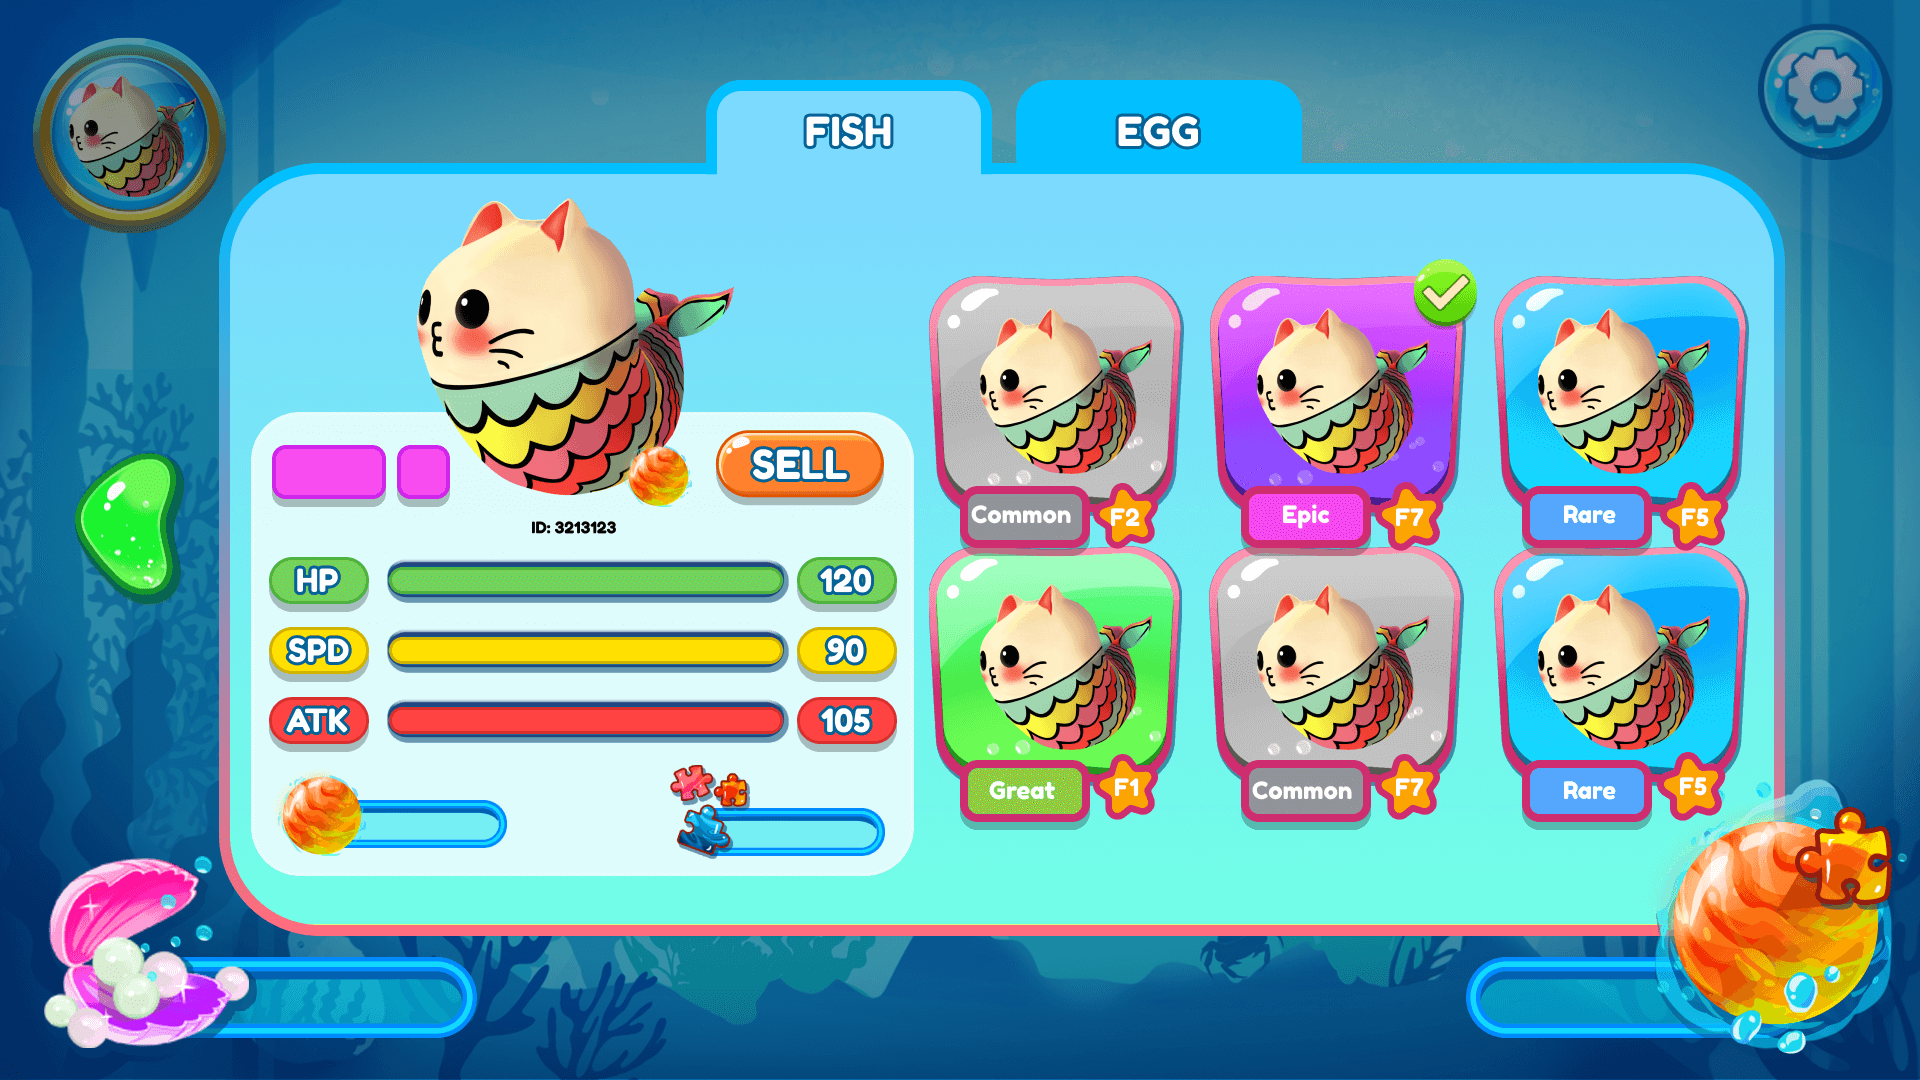 FISH
EGG
SELL
ID: 3213123
HP
120
SPD
90
ATK
105
Common
F2
Epic
F7
Rare
F5
Great
F1
Common
F7
Rare
F5